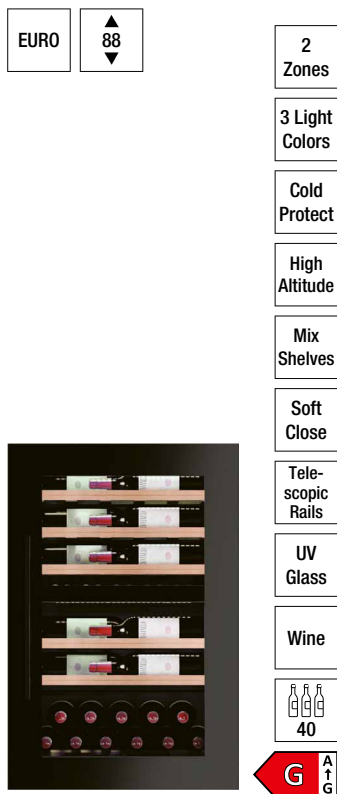 EURO
88
2
Zones
3 Light
Colors
Cold
Protect
High
Altitude
Mix
Shelves
Soft
Close
Tele-
scopic
Rails
UV
Glass
Wine
40
G
A
G